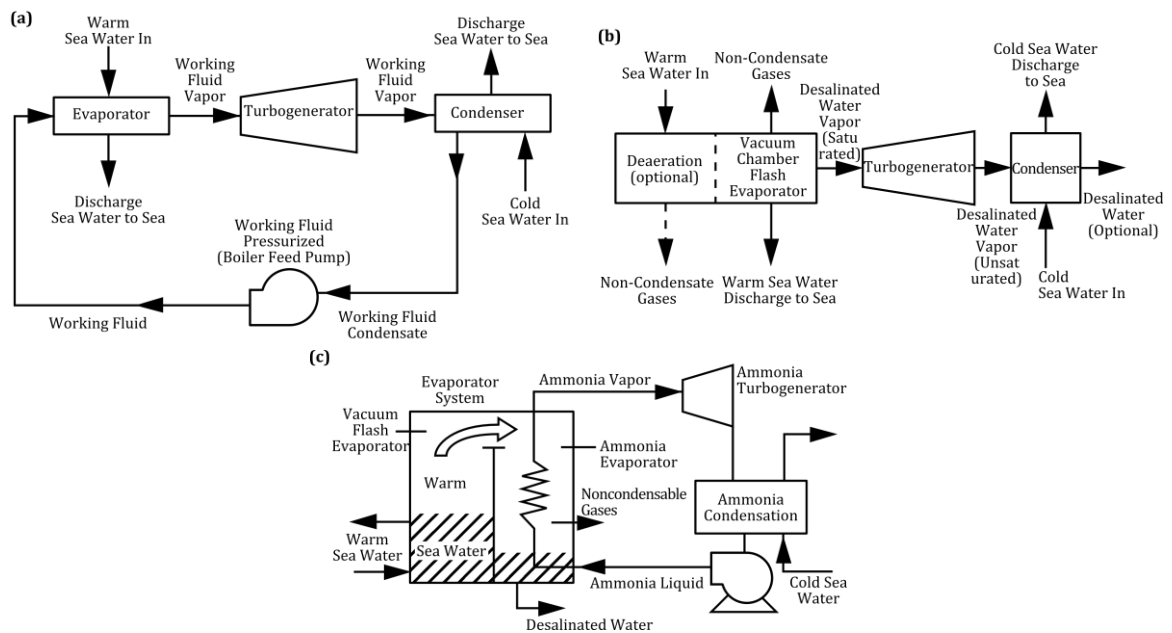 (a)
Warm
Sea Water In
Discharge
Sea Water to Sea
Working
Fluid
Vapor
Working
Fluid
Vapor
Evaporator
Turbogenerator
Condenser
Discharge
Sea Water to Sea
Cold
Sea Water In
Working Fluid
Pressurized
(Boiler Feed Pump)
Working Fluid
Working Fluid
Condensate
(b)
Warm
Sea Water In
Non-Condensate
Gases
Cold Sea Water
Discharge
to Sea
Desalinated
Water
Vapor
(Satu
rated)
Deaeration
(optional)
Vacuum
Chamber
Flash
Evaporator
Turbogenerator
Condenser
Desalinated
Water
(Optional)
Desalinated
Water
Vapor
(Unsat
urated)
Non-Condensate
Gases
Warm Sea Water
Discharge to Sea
Cold
Sea Water In
(c)
Evaporator
System
Ammonia Vapor
Ammonia
Turbogenerator
Vacuum
Flash
Evaporator
Ammonia
Evaporator
Warm
Noncondensable
Gases
Ammonia
Condensation
Warm
Sea Water
Sea Water
Ammonia Liquid
Cold Sea
Water
Desalinated Water